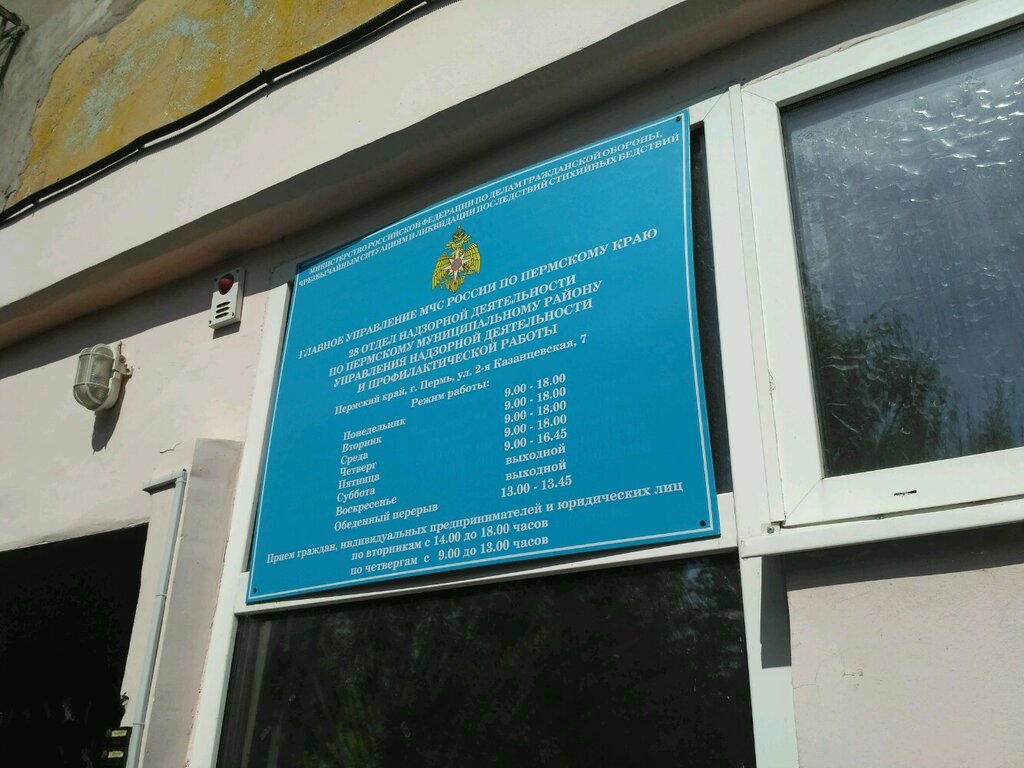 МИНИСТЕРСТВО РОССИЙСКОЙ ФЕДЕРАЦИИ ПО ДЕЛАМ ГРАЖДАНСКОЙ ОБОРОНЫ,
ЧРЕЗВЫЧАЙНЫМ СИТУАЦИЯМ И ЛИКВИДАЦИИ ПОСЛЕДСТВИЙ СТИХИЙНЫХ БЕДСТВИЙ
ГЛАВНОЕ УПРАВЛЕНИЕ МЧС РОССИИ ПО ПЕРМСКОМУ КРАЮ
28 ОТДЕЛ НАДЗОРНОЙ ДЕЯТЕЛЬНОСТИ
ПО ПЕРМСКОМУ МУНИЦИПАЛЬНОМУ РАЙОНУ
УПРАВЛЕНИЯ НАДЗОРНОЙ ДЕЯТЕЛЬНОСТИ
И ПРОФИЛАКТИЧЕСКОЙ РАБОТЫ
Пермский край, г. Пермь, ул. 2-я Казанцевская, 7
Режим работы:
Понедельник 9.00 - 18.00
Вторник 9.00 - 18.00
Среда 9.00 - 18.00
Четверг 9.00 - 18.00
Пятница 9.00 - 16.45
Суббота выходной
Воскресенье выходной
Обеденный перерыв 13.00 - 13.45
Прием граждан, индивидуальных предпринимателей и юридических лиц
по вторникам с 14.00 до 18.00 часов
по четвергам с 9.00 до 13.00 часов